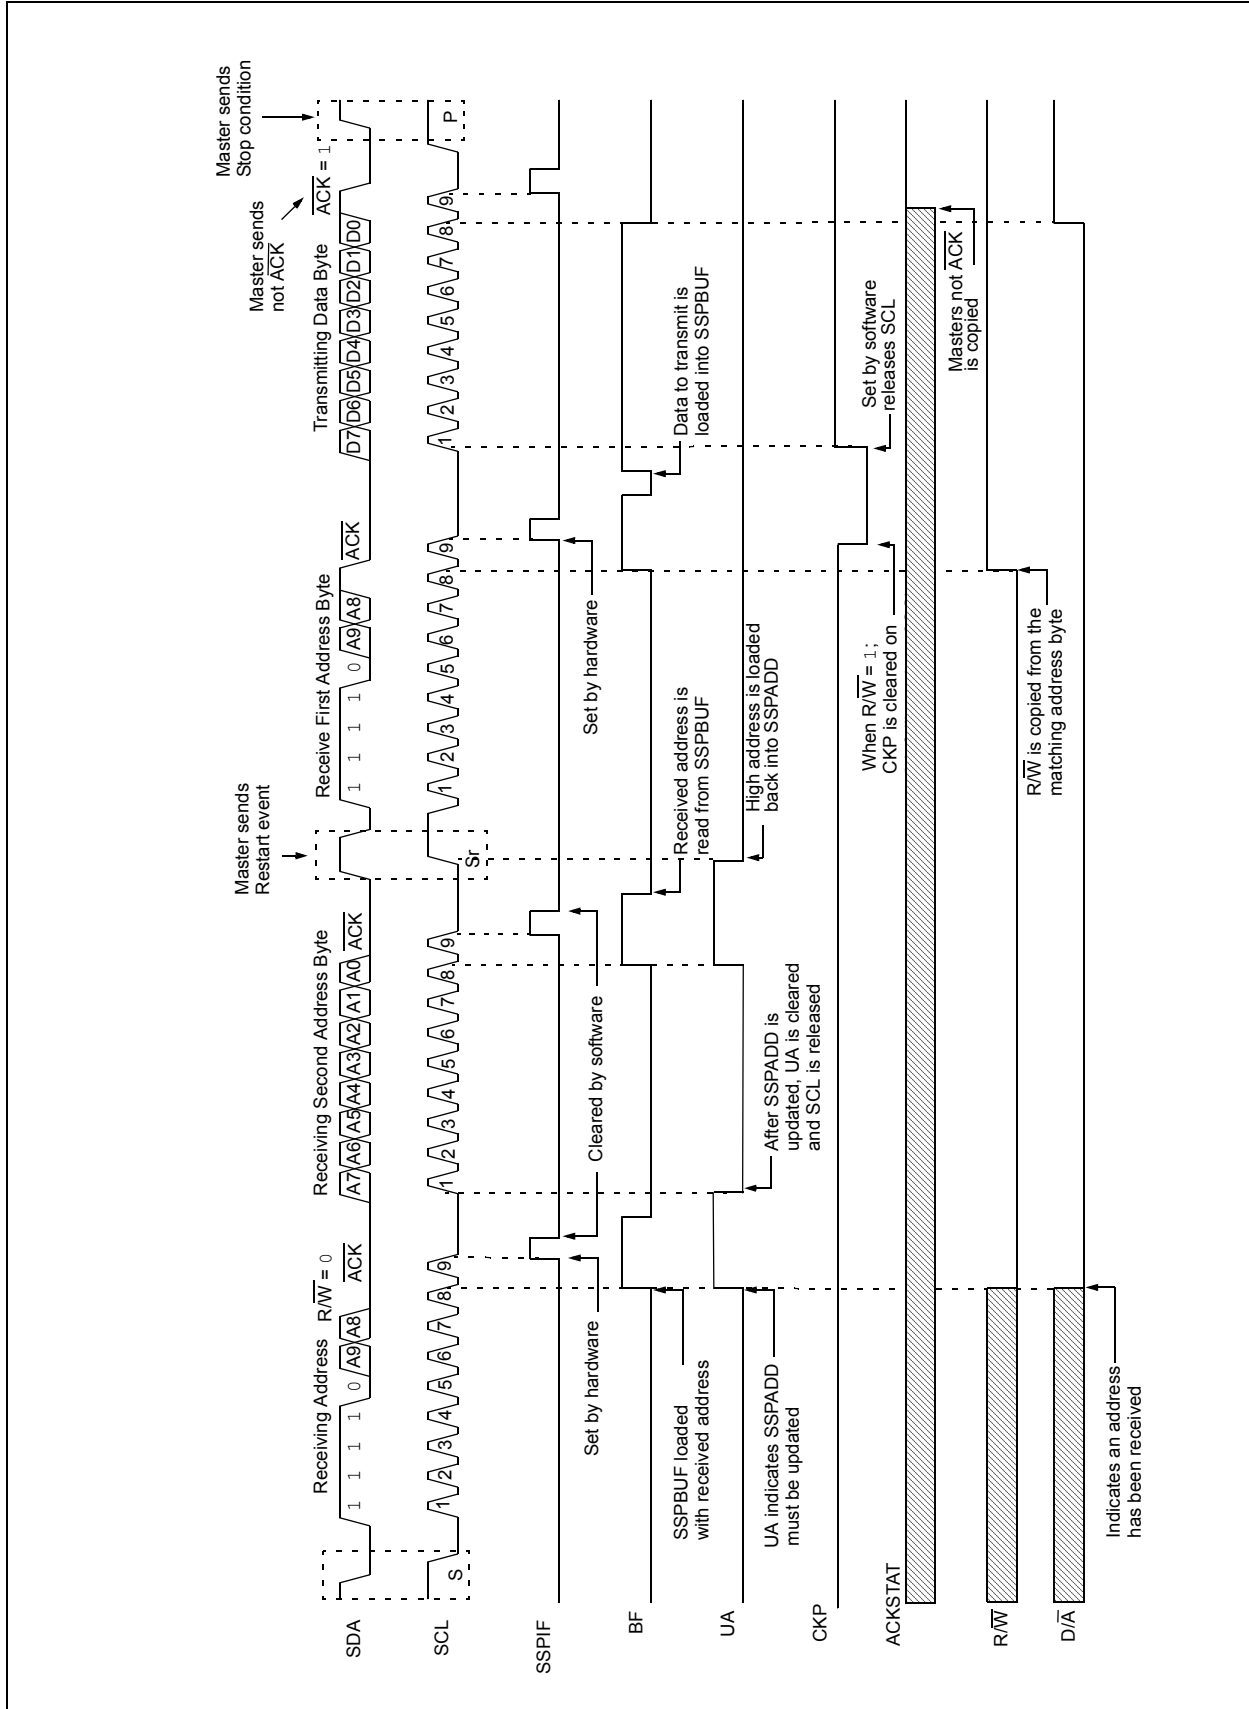 Master sends
Stop condition
Master sends
not ACK
Master sends
Restart event
Receiving Address R/W = 0
Receiving Second Address Byte
Receive First Address Byte
Transmitting Data Byte
ACK = 1
SDA
1 1 1 1 0 A9 A8 ACK
A7 A6 A5 A4 A3 A2 A1 A0 ACK
1 1 1 1 0 A9 A8 ACK
D7 D6 D5 D4 D3 D2 D1 D0
SCL
S
1 2 3 4 5 6 7 8 9
1 2 3 4 5 6 7 8 9
Sr
1 2 3 4 5 6 7 8 9
1 2 3 4 5 6 7 8 9
P
SSPIF
Set by hardware
Cleared by software
Set by hardware
BF
SSPBUF loaded
with received address
Received address is
read from SSPBUF
Data to transmit is
loaded into SSPBUF
UA
UA indicates SSPADD
must be updated
After SSPADD is
updated, UA is cleared
and SCL is released
High address is loaded
back into SSPADD
CKP
When R/W = 1;
CKP is cleared on
Set by software
releases SCL
ACKSTAT
Masters not ACK
is copied
R/W
R/W is copied from the
matching address byte
D/A
Indicates an address
has been received